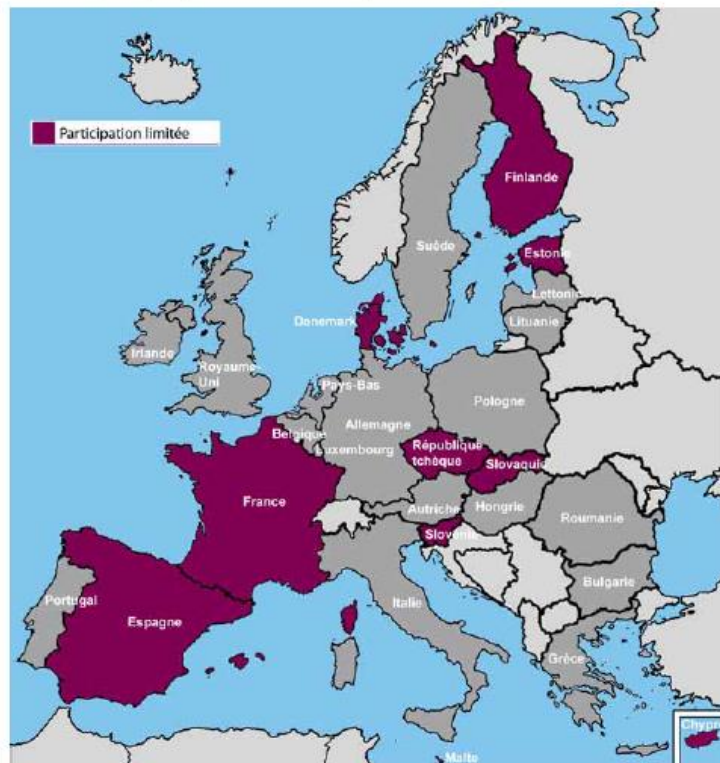 Participation limitée
Finlande
Suède
Estonie
Lettonie
Danemark
Lituanie
Irlande
Royaume-
Uni
Pays-Bas
Pologne
Allemagne
Belgique
Luxembourg
République
tchèque
Slovaquie
France
Autriche
Hongrie
Roumanie
Slovénie
Bulgarie
Portugal
Espagne
Italie
Grèce
Chypr
Malte